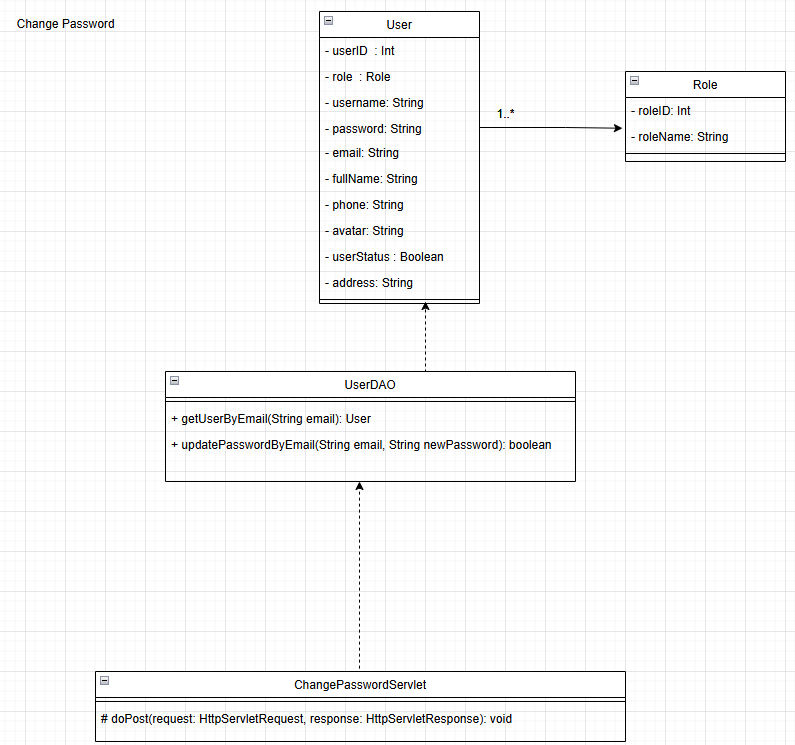 Change Password
User
- userID  : Int
- role  : Role
- username: String
- password: String
- email: String
- fullName: String
- phone: String
- avatar: String
- userStatus : Boolean
- address: String
1..*
Role
- roleID: Int
- roleName: String
UserDAO
+ getUserByEmail(String email): User
+ updatePasswordByEmail(String email, String newPassword): boolean
ChangePasswordServlet
# doPost(request: HttpServletRequest, response: HttpServletResponse): void